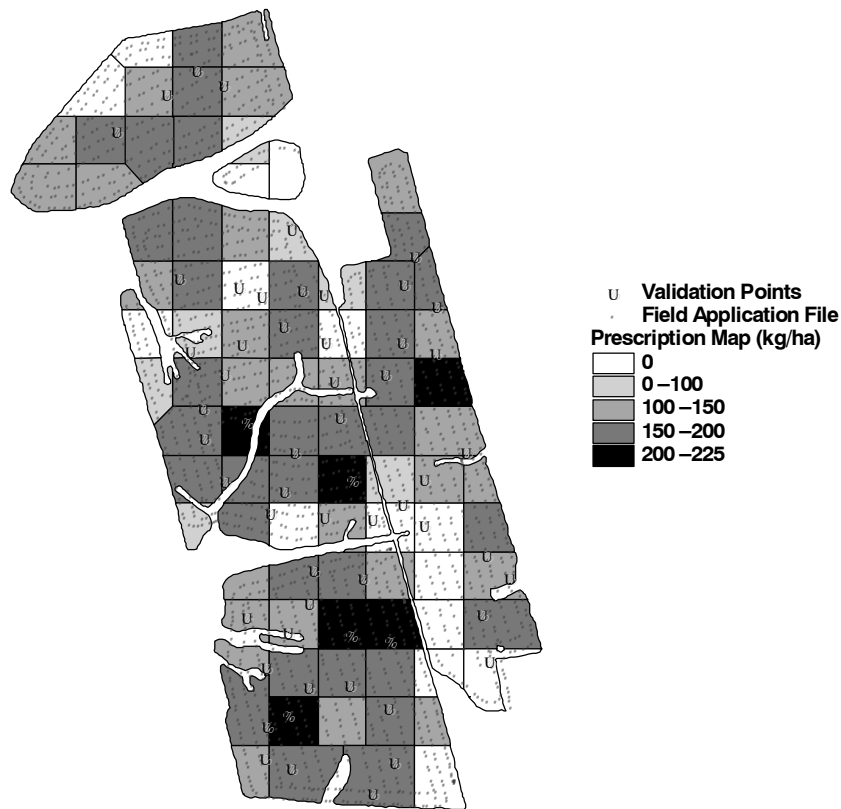 U Validation Points
Field Application File
Prescription Map (kg/ha)
0
0 –100
100 –150
150 –200
200 –225